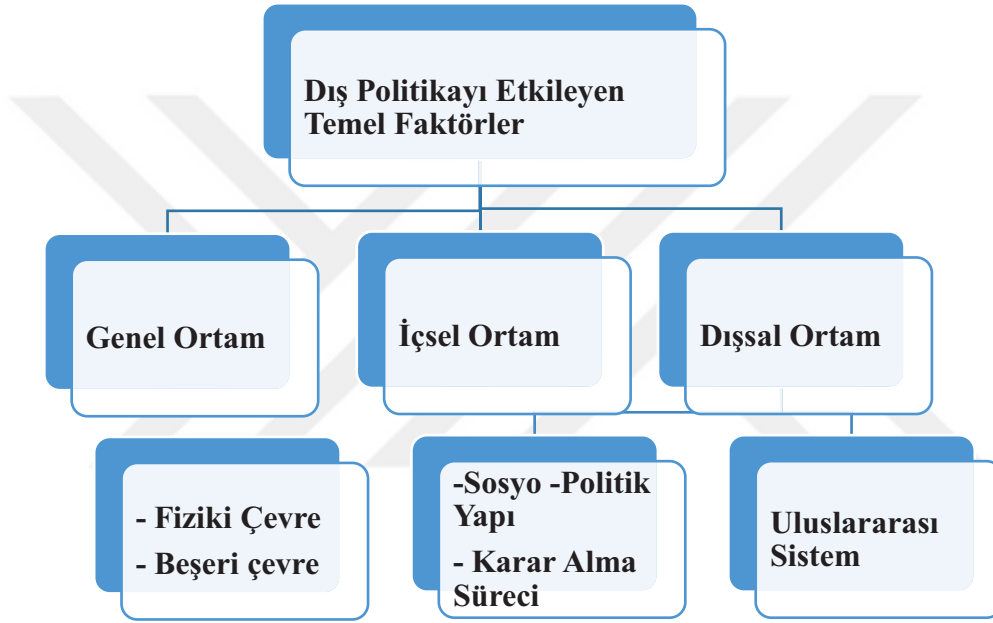 Dış Politikayı Etkileyen
Temel Faktörler
Genel Ortam
İçsel Ortam
Dışsal Ortam
- Fiziki Çevre
- Beşeri çevre
-Sosyo -Politik
Yapı
- Karar Alma
Süreci
Uluslararası
Sistem